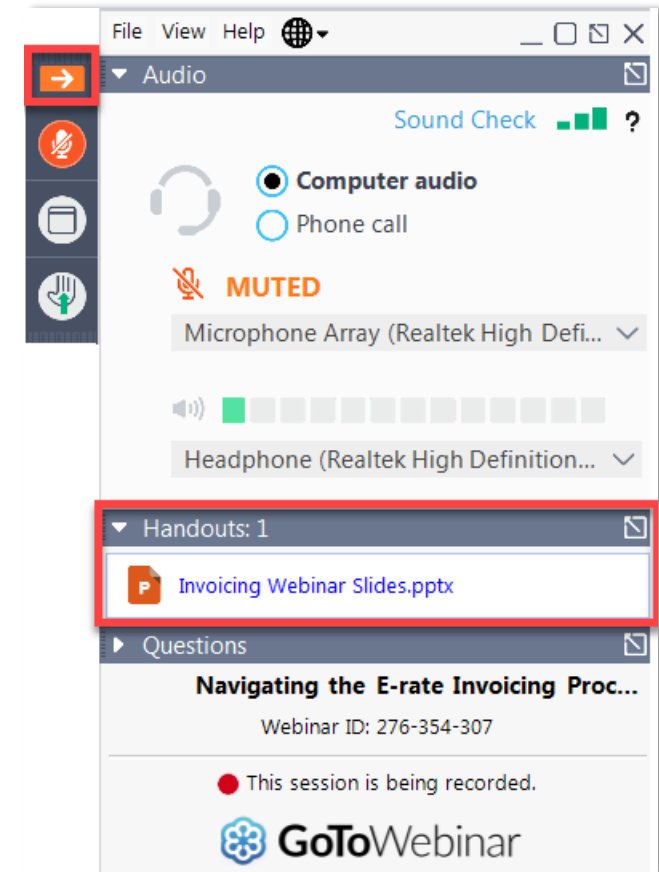 File View Help
Audio
Sound Check ?
Computer audio
Phone call
MUTED
Microphone Array (Realtek High Defi...
Headphone (Realtek High Definition...
Handouts: 1
P Invoicing Webinar Slides.pptx
Questions
Navigating the E-rate Invoicing Proc...
Webinar ID: 276-354-307
This session is being recorded.
GoToWebinar